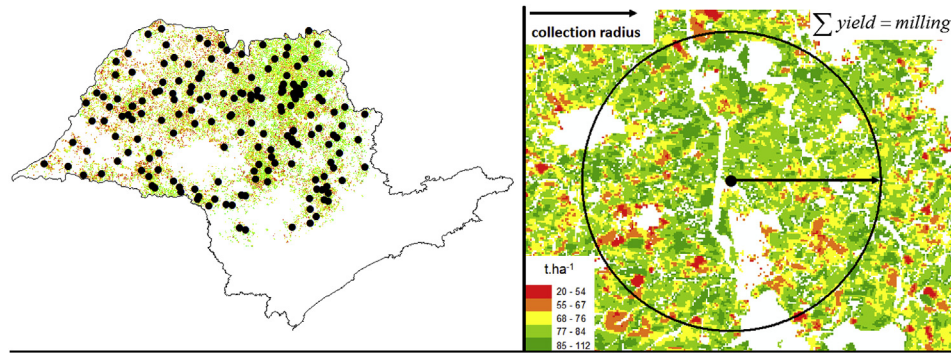 collection radius
∑ yield = milling
t.ha⁻¹
20 - 54
55 - 67
68 - 76
77 - 84
85 - 112